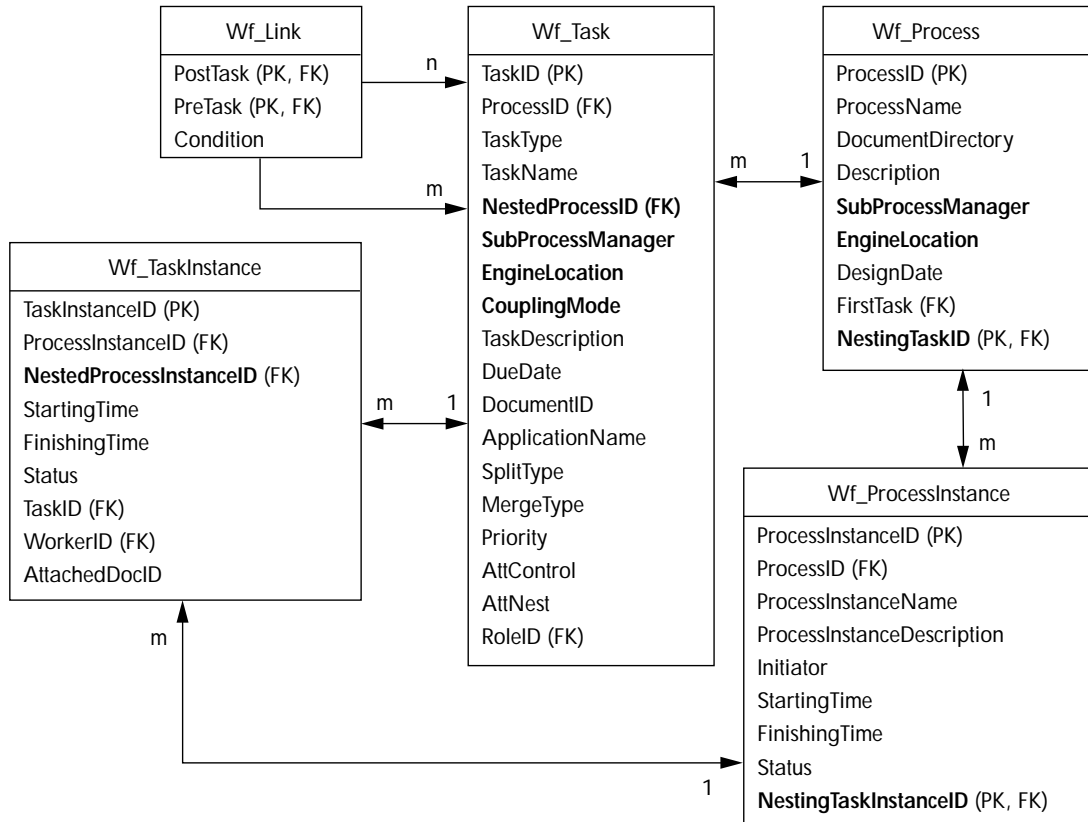 Wf_Link
PostTask (PK, FK)
PreTask (PK, FK)
Condition
n
m
Wf_Task
TaskID (PK)
ProcessID (FK)
TaskType
TaskName
NestedProcessID (FK)
SubProcessManager
EngineLocation
CouplingMode
TaskDescription
DueDate
DocumentID
ApplicationName
SplitType
MergeType
Priority
AttControl
AttNest
RoleID (FK)
m
1
Wf_Process
ProcessID (PK)
ProcessName
DocumentDirectory
Description
SubProcessManager
EngineLocation
DesignDate
FirstTask (FK)
NestingTaskID (PK, FK)
1
m
Wf_TaskInstance
TaskInstanceID (PK)
ProcessInstanceID (FK)
NestedProcessInstanceID (FK)
StartingTime
FinishingTime
Status
TaskID (FK)
WorkerID (FK)
AttachedDocID
m
1
m
1
Wf_ProcessInstance
ProcessInstanceID (PK)
ProcessID (FK)
ProcessInstanceName
ProcessInstanceDescription
Initiator
StartingTime
FinishingTime
Status
NestingTaskInstanceID (PK, FK)